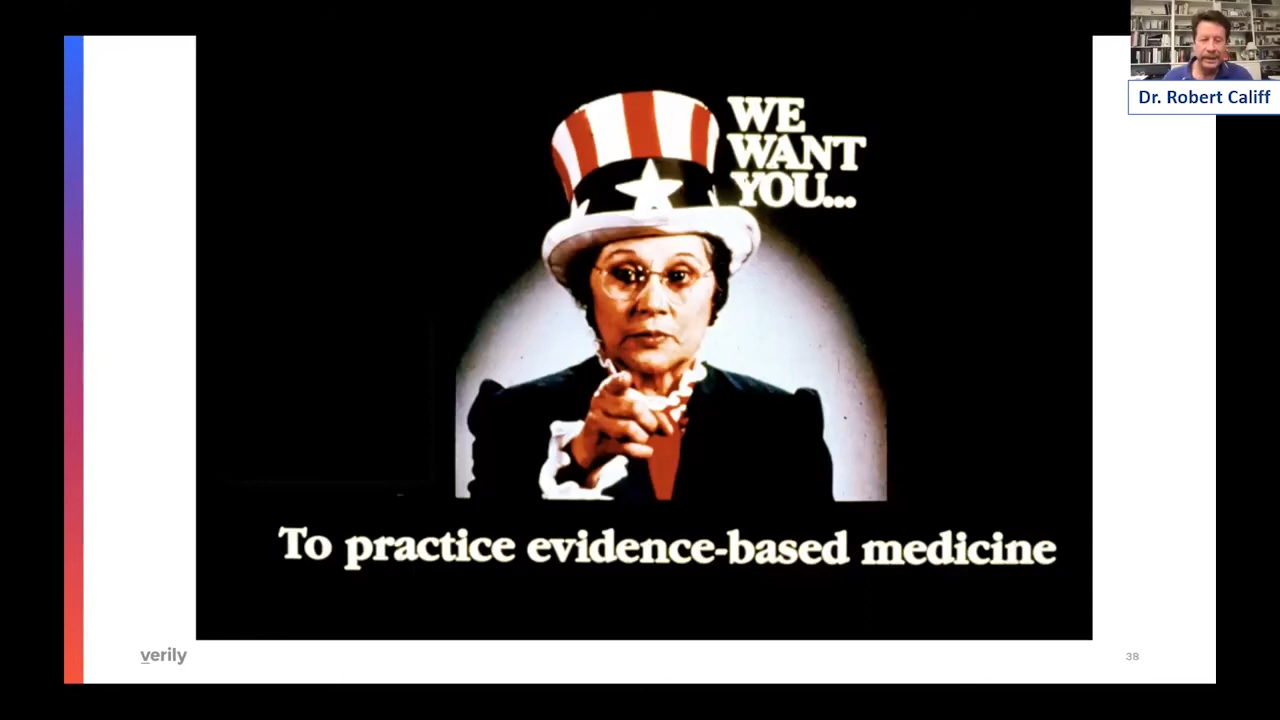 Dr. Robert Califf
WE
WANT
YOU...
To practice evidence-based medicine
verily
38